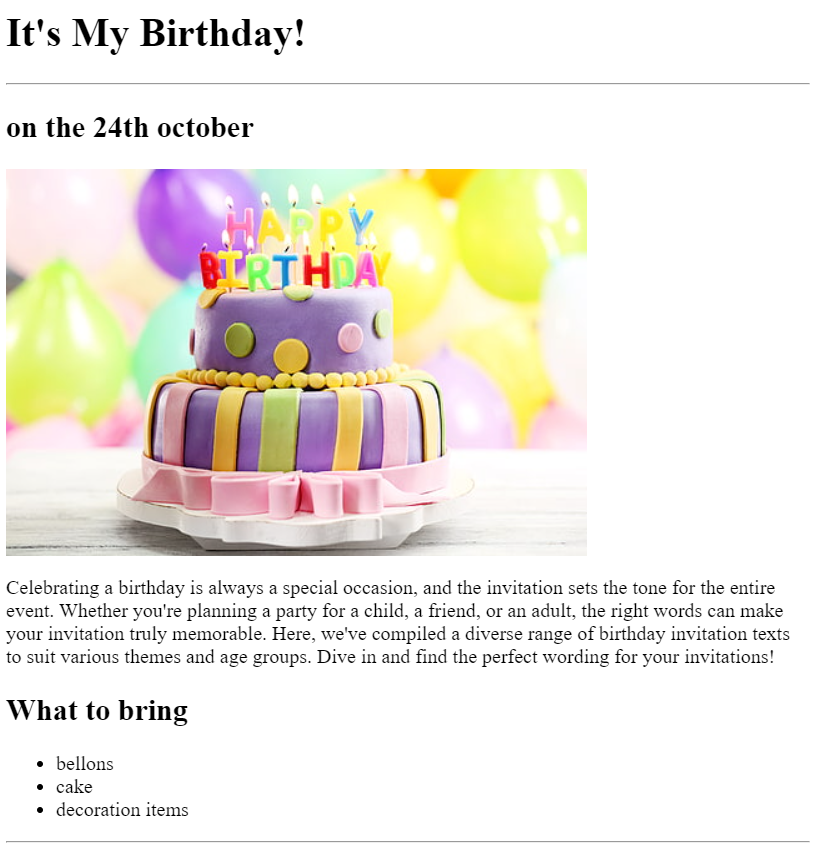 It's My Birthday!
on the 24th october
HAPPY
BIRTHDAY
Celebrating a birthday is always a special occasion, and the invitation sets the tone for the entire
event. Whether you're planning a party for a child, a friend, or an adult, the right words can make
your invitation truly memorable. Here, we've compiled a diverse range of birthday invitation texts
to suit various themes and age groups. Dive in and find the perfect wording for your invitations!
What to bring
bellons
cake
decoration items